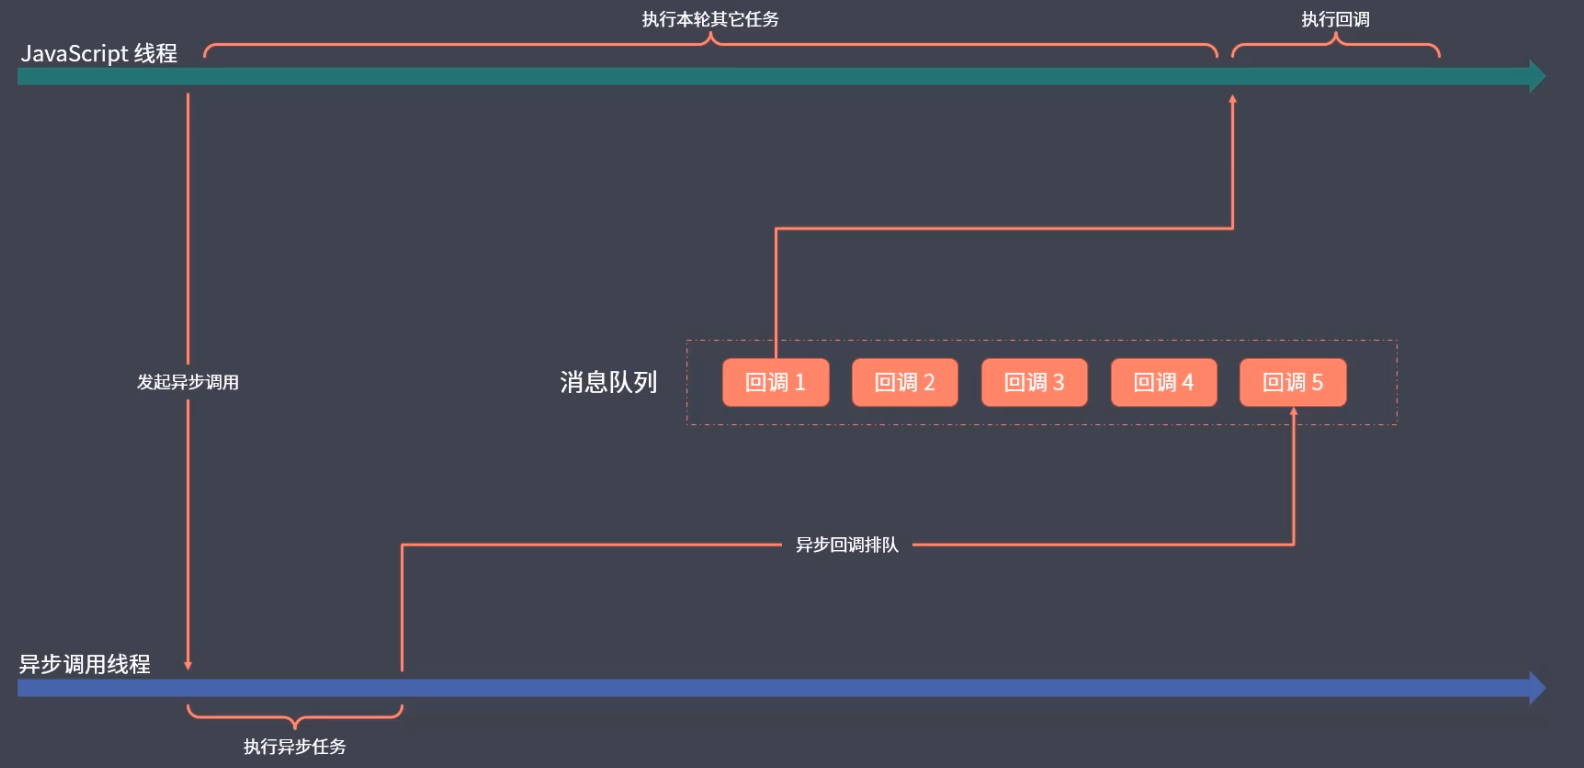 执行本轮其它任务
执行回调
JavaScript 线程
发起异步调用
消息队列
回调 1
回调 2
回调 3
回调 4
回调 5
异步回调排队
异步调用线程
执行异步任务